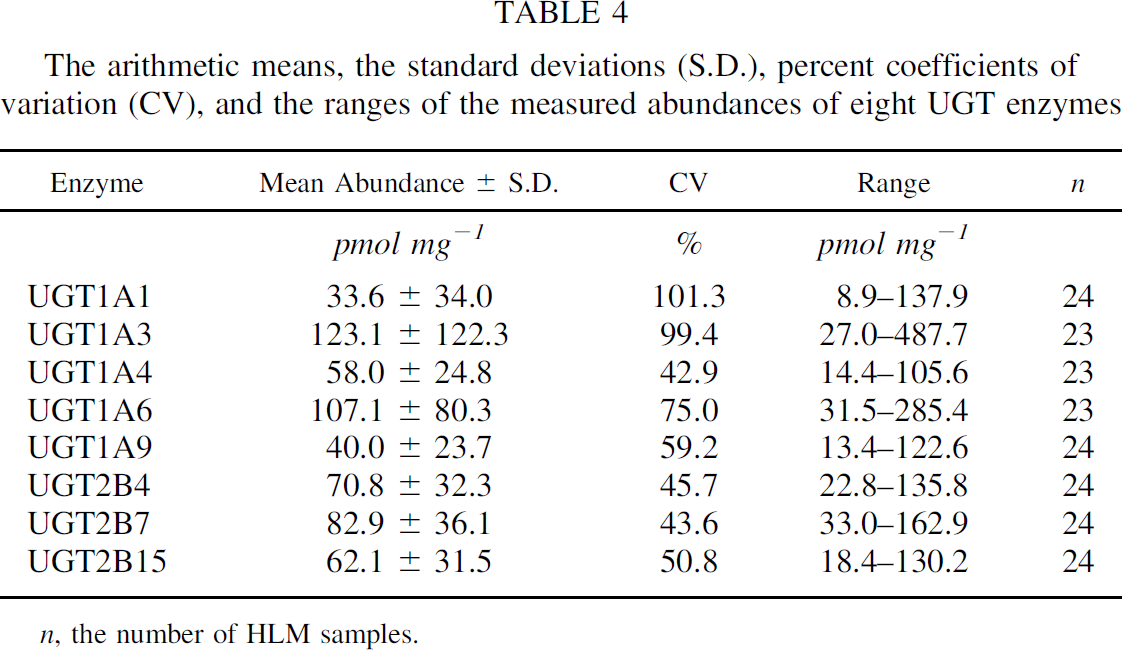 TABLE 4
The arithmetic means, the standard deviations (S.D.), percent coefficients of
variation (CV), and the ranges of the measured abundances of eight UGT enzymes
Enzyme Mean Abundance ± S.D. CV Range n
pmol mg⁻¹ % pmol mg⁻¹
UGT1A1 33.6 ± 34.0 101.3 8.9–137.9 24
UGT1A3 123.1 ± 122.3 99.4 27.0–487.7 23
UGT1A4 58.0 ± 24.8 42.9 14.4–105.6 23
UGT1A6 107.1 ± 80.3 75.0 31.5–285.4 23
UGT1A9 40.0 ± 23.7 59.2 13.4–122.6 24
UGT2B4 70.8 ± 32.3 45.7 22.8–135.8 24
UGT2B7 82.9 ± 36.1 43.6 33.0–162.9 24
UGT2B15 62.1 ± 31.5 50.8 18.4–130.2 24
n, the number of HLM samples.